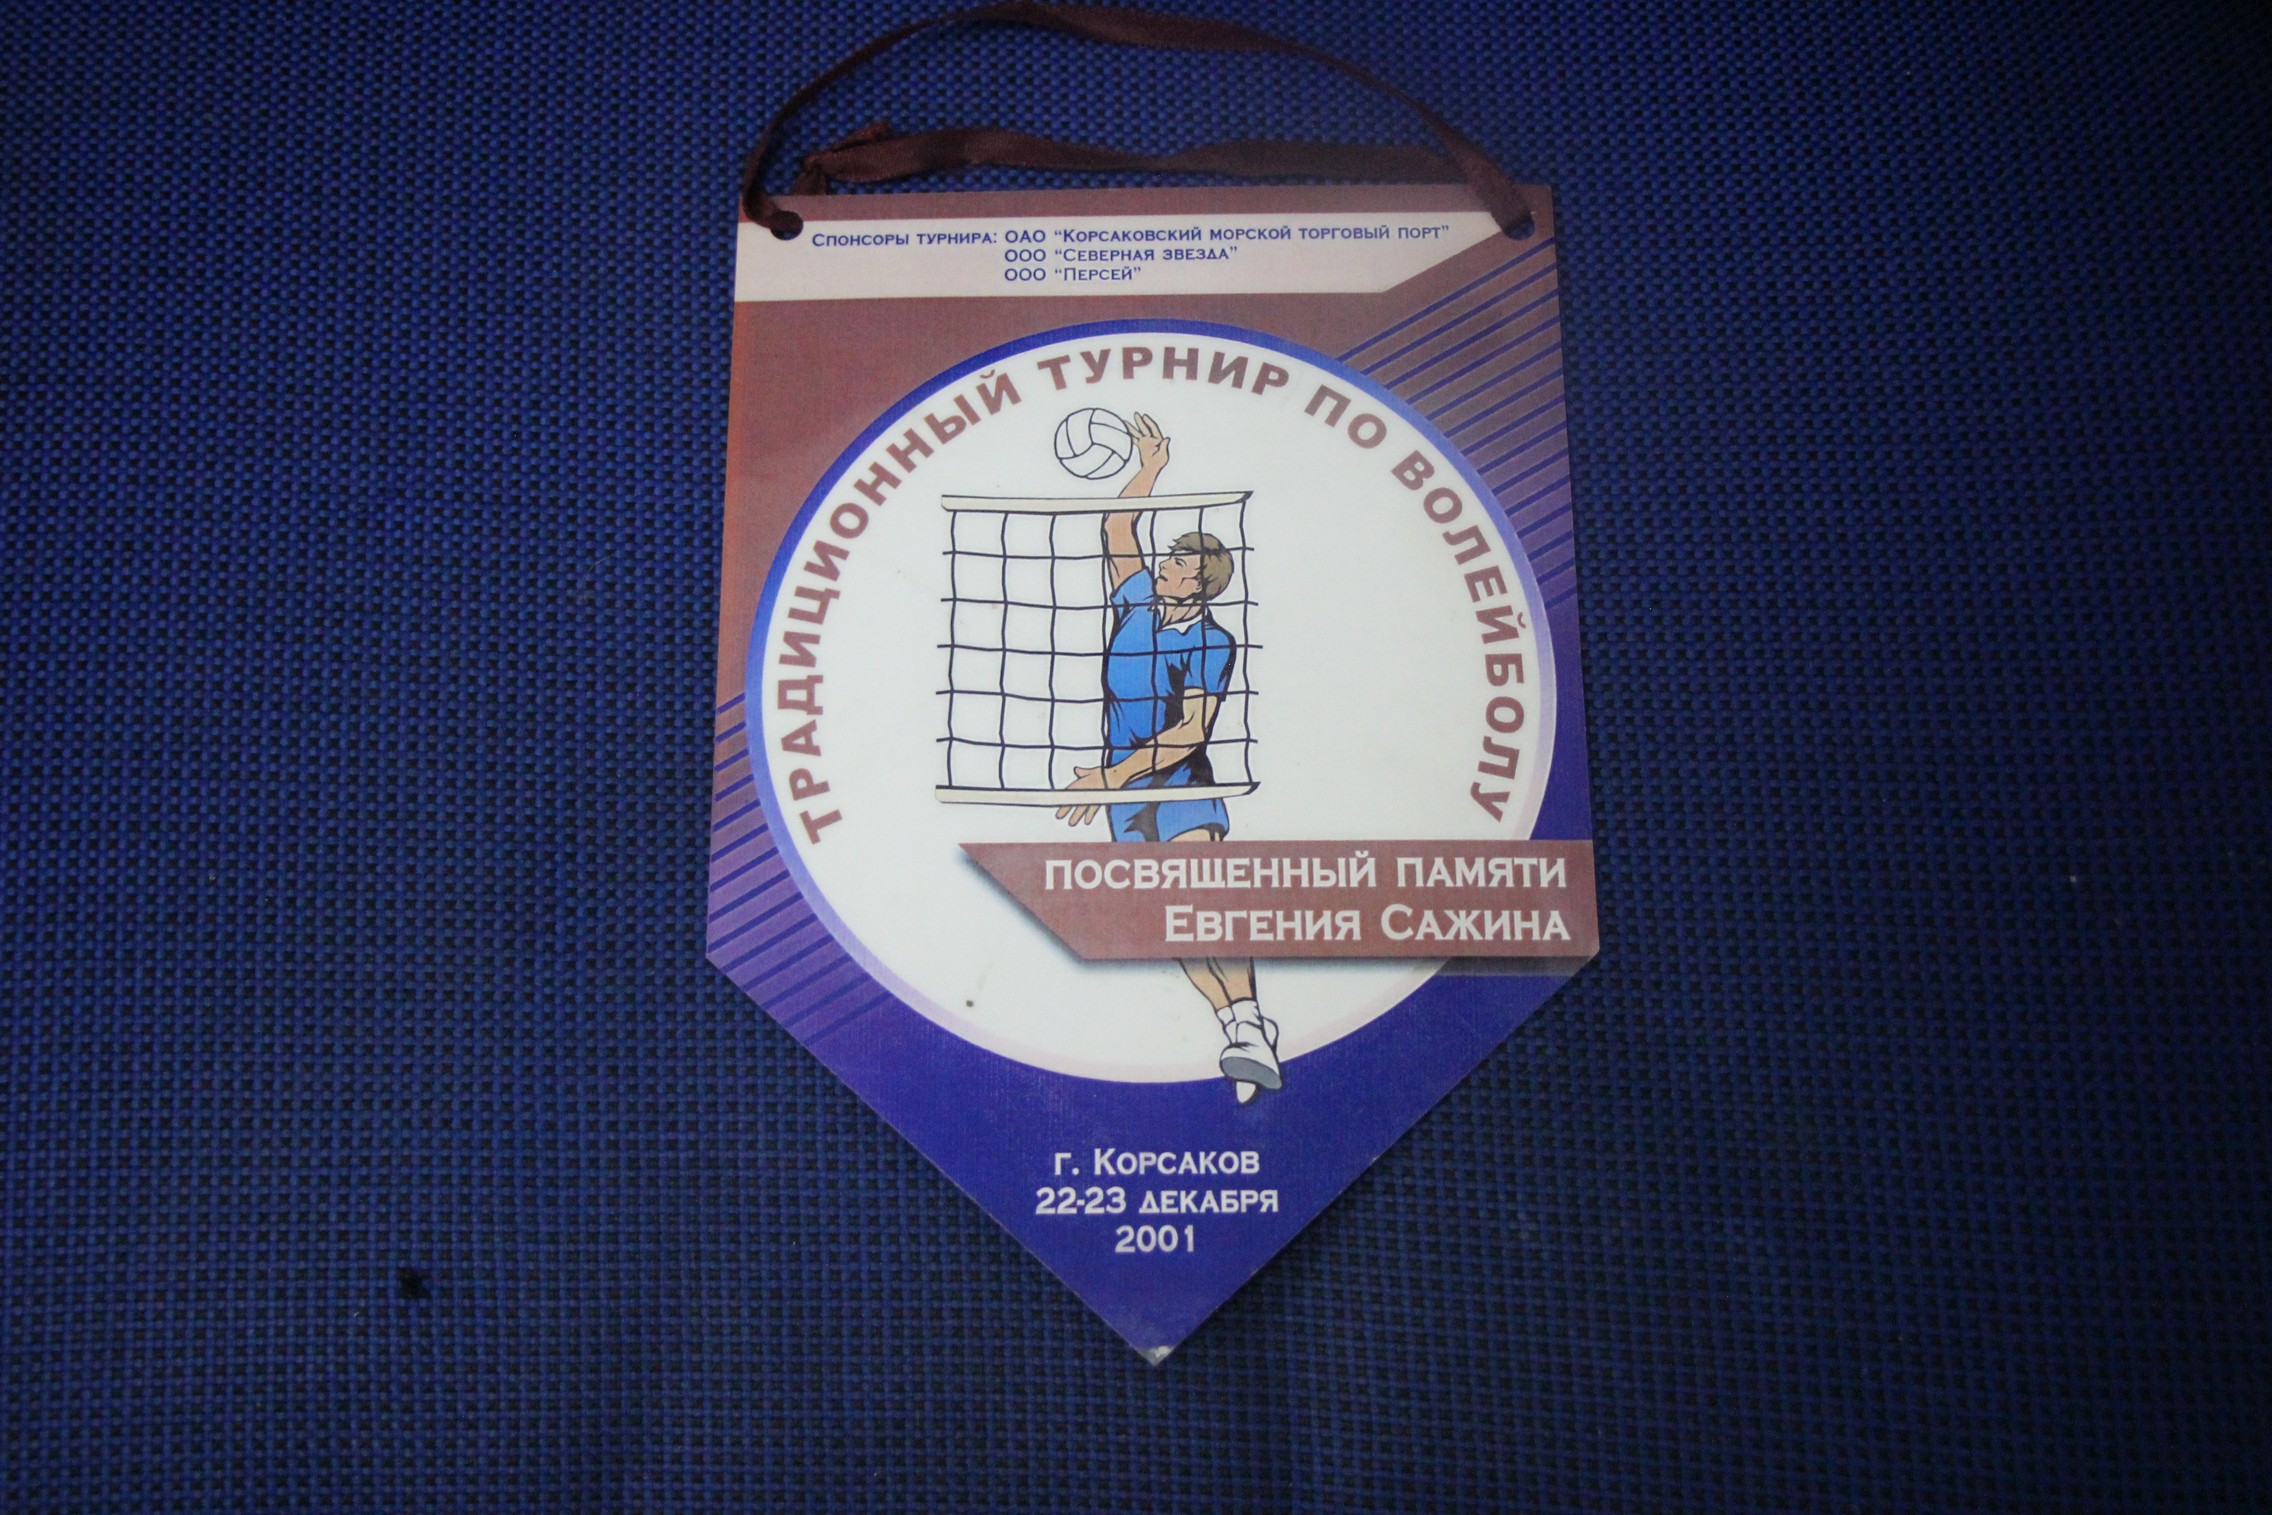 Спонсоры турнира: ОАО "Корсаковский морской торговый порт"
ООО "Северная звезда"
ООО "Персей"
ТРАДИЦИОННЫЙ ТУРНИР ПО ВОЛЕЙБОЛУ
ПОСВЯЩЕННЫЙ ПАМЯТИ
ЕВГЕНИЯ САЖИНА
г. Корсаков
22-23 декабря
2001